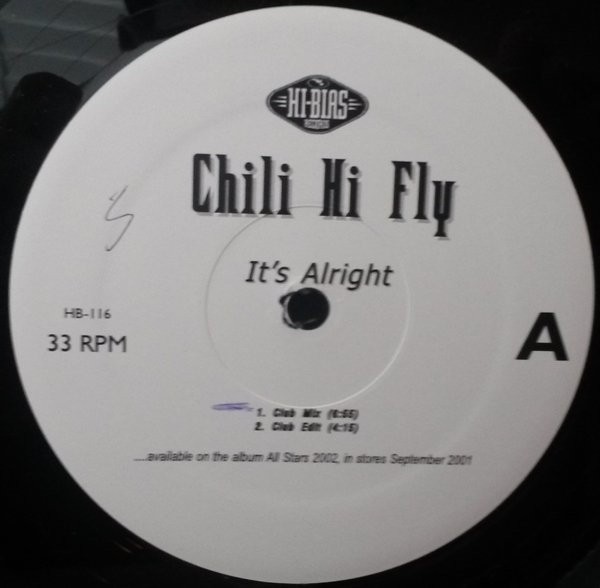 HI-BIAS
Chili Hi Fly
It's Alright
HB-116
33 RPM
A
1. Club Mix (6:55)
2. Club Edit (4:15)
....available on the album All Stars 2002, in stores September 2001